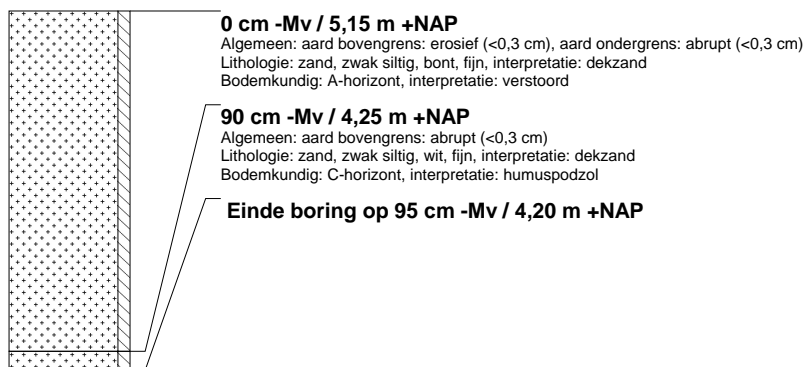 0 cm -Mv / 5,15 m +NAP
Algemeen: aard bovengrens: erosief (<0,3 cm), aard ondergrens: abrupt (<0,3 cm)
Lithologie: zand, zwak siltig, bont, fijn, interpretatie: dekzand
Bodemkundig: A-horizont, interpretatie: verstoord
90 cm -Mv / 4,25 m +NAP
Algemeen: aard bovengrens: abrupt (<0,3 cm)
Lithologie: zand, zwak siltig, wit, fijn, interpretatie: dekzand
Bodemkundig: C-horizont, interpretatie: humuspodzol
Einde boring op 95 cm -Mv / 4,20 m +NAP